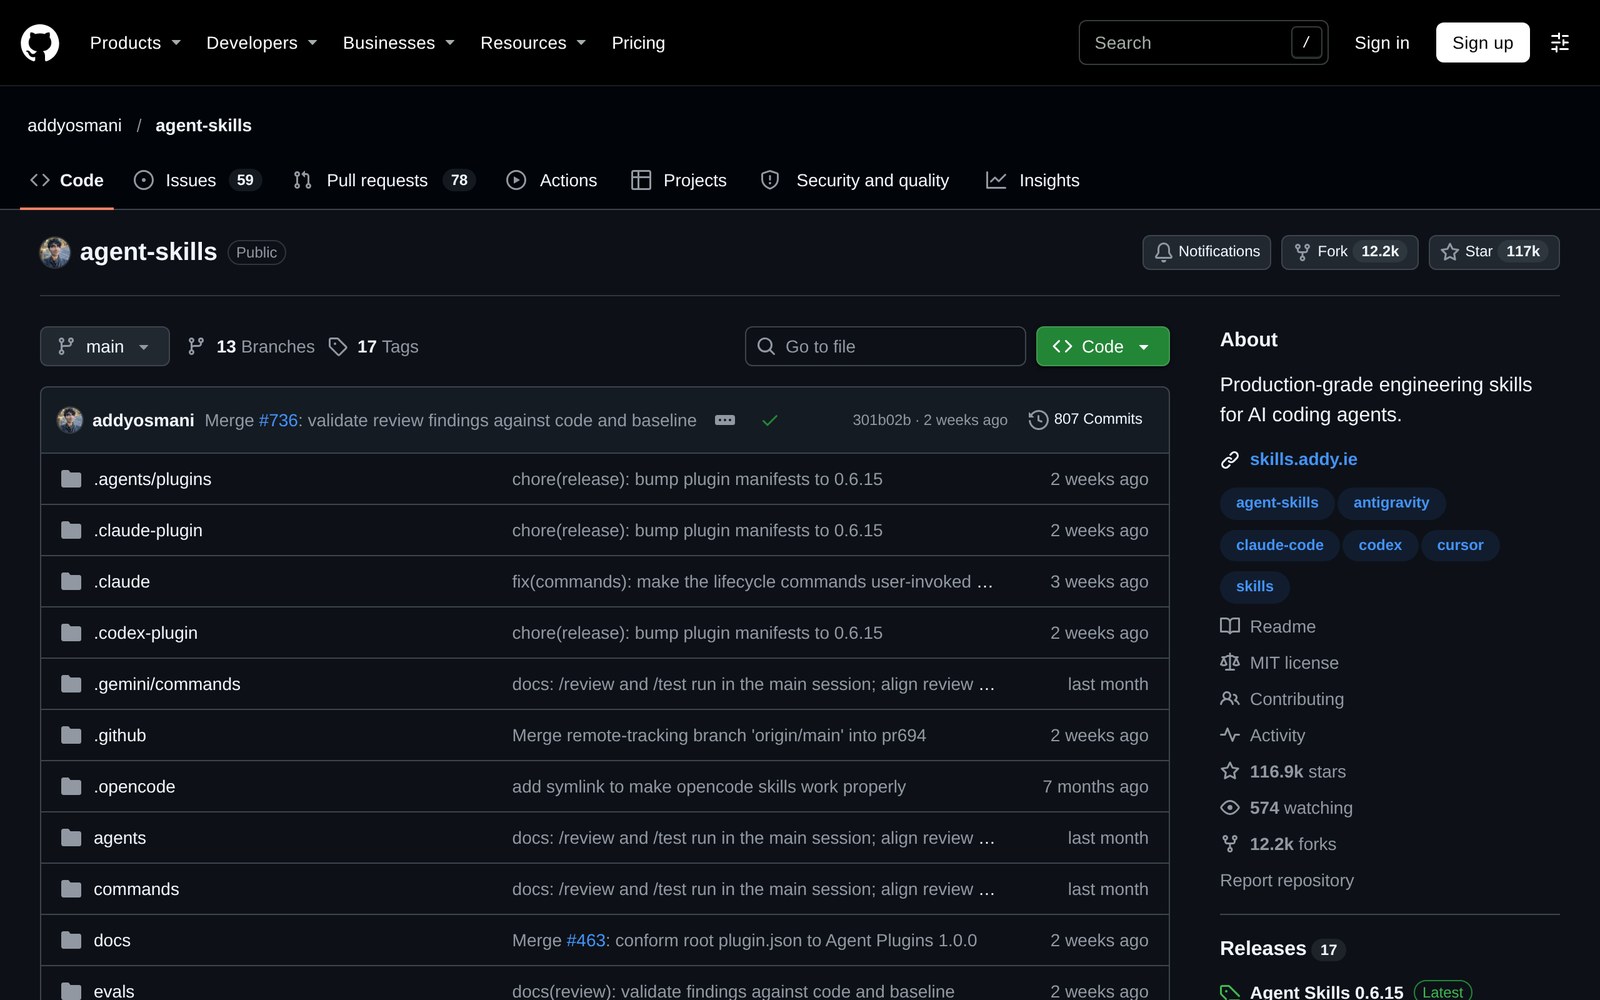 Products Developers Businesses Resources Pricing Search / Sign in Sign up
addyosmani / agent-skills
Code Issues 59 Pull requests 78 Actions Projects Security and quality Insights
agent-skills Public Notifications Fork 12.2k Star 117k
main 13 Branches 17 Tags Go to file Code
addyosmani Merge #736: validate review findings against code and baseline 301b02b · 2 weeks ago 807 Commits
.agents/plugins chore(release): bump plugin manifests to 0.6.15 2 weeks ago
.claude-plugin chore(release): bump plugin manifests to 0.6.15 2 weeks ago
.claude fix(commands): make the lifecycle commands user-invoked … 3 weeks ago
.codex-plugin chore(release): bump plugin manifests to 0.6.15 2 weeks ago
.gemini/commands docs: /review and /test run in the main session; align review … last month
.github Merge remote-tracking branch 'origin/main' into pr694 2 weeks ago
.opencode add symlink to make opencode skills work properly 7 months ago
agents docs: /review and /test run in the main session; align review … last month
commands docs: /review and /test run in the main session; align review … last month
docs Merge #463: conform root plugin.json to Agent Plugins 1.0.0 2 weeks ago
evals docs(review): validate findings against code and baseline 2 weeks ago
About
Production-grade engineering skills
for AI coding agents.
skills.addy.ie
agent-skills antigravity
claude-code codex cursor
skills
Readme
MIT license
Contributing
Activity
116.9k stars
574 watching
12.2k forks
Report repository
Releases 17
Agent Skills 0.6.15 Latest